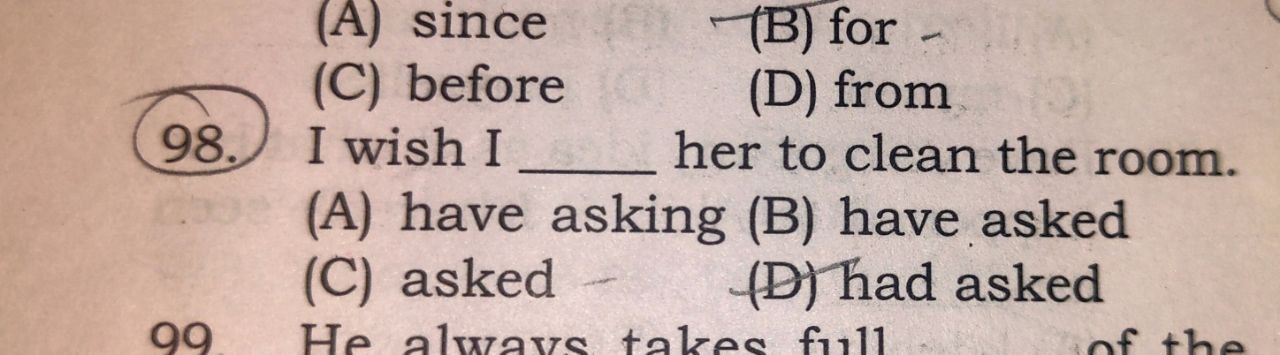 (A) since (B) for
(C) before (D) from
98. I wish I _____ her to clean the room.
(A) have asking (B) have asked
(C) asked (D) had asked
99. He always takes full of the